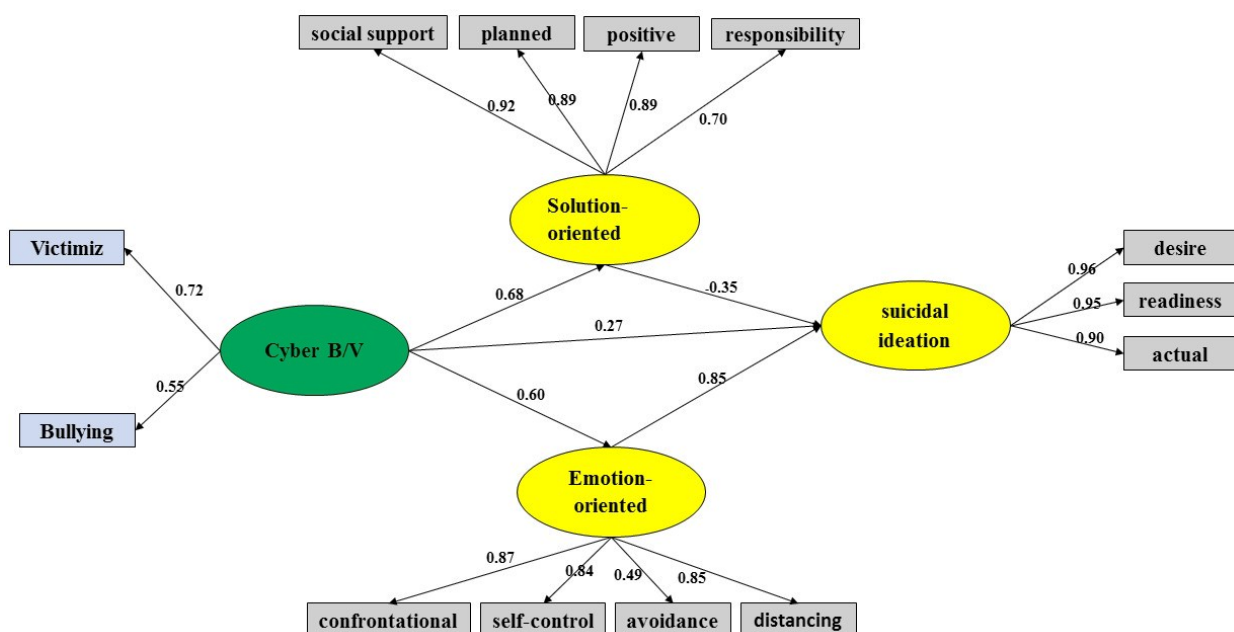 social support
planned
positive
responsibility
0.92
0.89
0.89
0.70
Solution-
oriented
Victimiz
0.72
Cyber B/V
0.55
Bullying
0.68
-0.35
0.27
0.60
0.85
suicidal
ideation
0.96
0.95
0.90
desire
readiness
actual
Emotion-
oriented
0.87
0.84
0.49
0.85
confrontational
self-control
avoidance
distancing